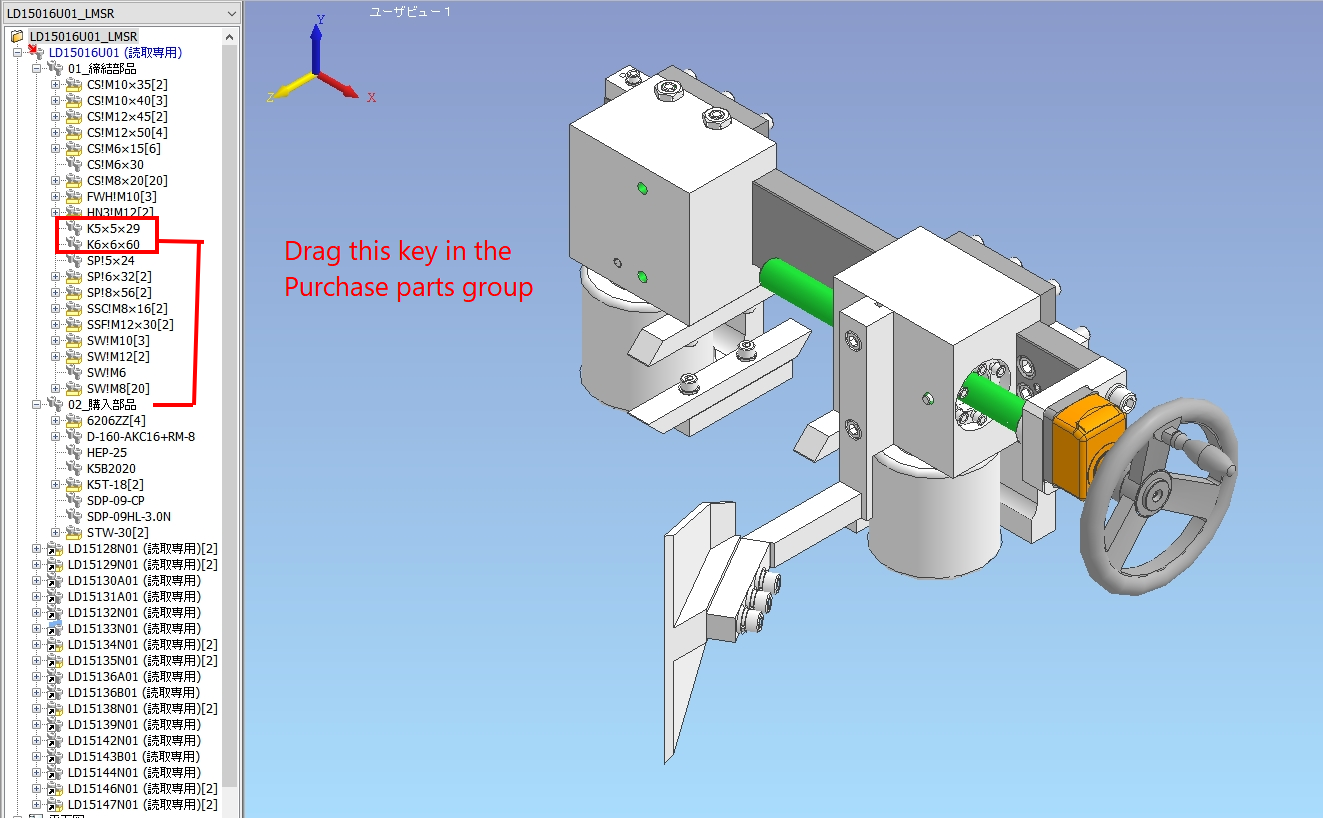 LD15016U01_LMSR
LD15016U01_LMSR
LD15016U01 (読取専用)
01_締結部品
CS!M10×35[2]
CS!M10×40[3]
CS!M12×45[2]
CS!M12×50[4]
CS!M6×15[6]
CS!M6×30
CS!M8×20[20]
FWH!M10[3]
HN3!M12[2]
K5×5×29
K6×6×60
SP!5×24
SP!6×32[2]
SP!8×56[2]
SSC!M8×16[2]
SSF!M12×30[2]
SW!M10[3]
SW!M12[2]
SW!M6
SW!M8[20]
02_購入部品
6206ZZ[4]
D-160-AKC16+RM-8
HEP-25
K5B2020
K5T-18[2]
SDP-09-CP
SDP-09HL-3.0N
STW-30[2]
LD15128N01 (読取専用)[2]
LD15129N01 (読取専用)[2]
LD15130A01 (読取専用)
LD15131A01 (読取専用)
LD15132N01 (読取専用)
LD15133N01 (読取専用)
LD15134N01 (読取専用)[2]
LD15135N01 (読取専用)[2]
LD15136A01 (読取専用)
LD15136B01 (読取専用)
LD15138N01 (読取専用)[2]
LD15139N01 (読取専用)
LD15142N01 (読取専用)
LD15143B01 (読取専用)
LD15144N01 (読取専用)
LD15146N01 (読取専用)[2]
LD15147N01 (読取専用)[2]
ユーザビュー1
Y
Z
X
Drag this key in the
Purchase parts group